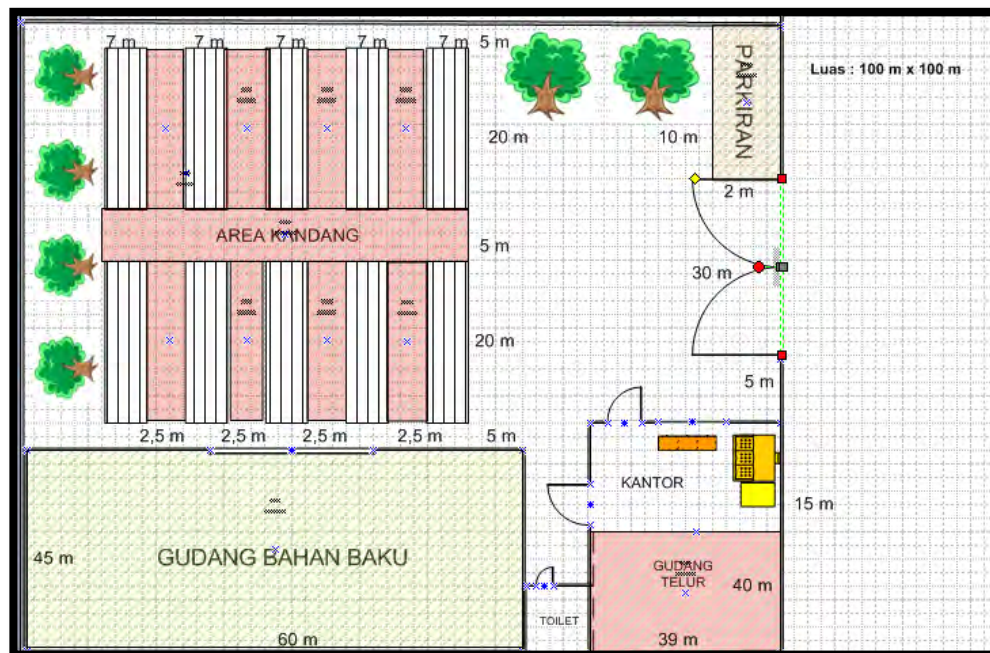 7 m 7 m 7 m 7 m 7 m 5 m
PARKIRAN
Luas : 100 m x 100 m
20 m
10 m
2 m
AREA KANDANG
5 m
30 m
20 m
5 m
2,5 m 2,5 m 2,5 m 2,5 m 5 m
KANTOR
15 m
45 m
GUDANG BAHAN BAKU
GUDANG
TELUR
40 m
TOILET
60 m
39 m